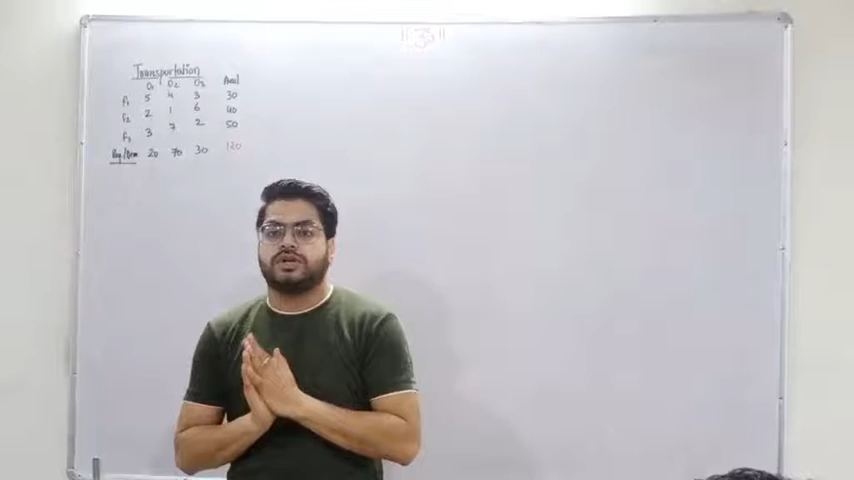 || ॐ ||
Transportation
D1 D2 D3 Avail
F1 5 4 3 30
F2 2 1 6 40
F3 3 7 2 50
Req./Dem 20 70 30 120